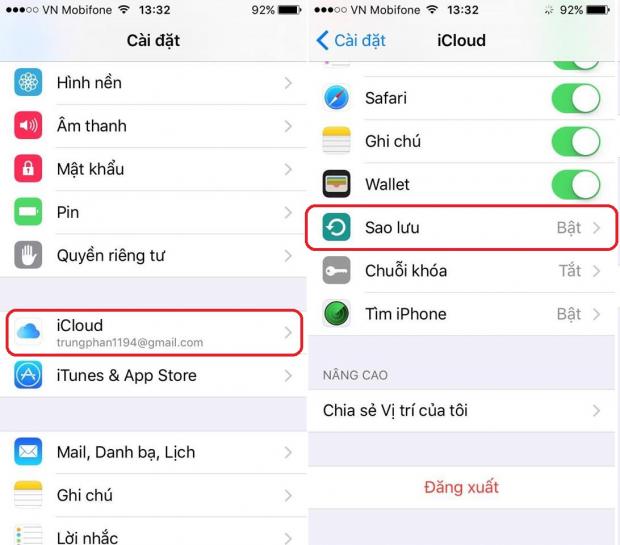 VN Mobifone 13:32 92%
Cài đặt
Hình nền
Âm thanh
Mật khẩu
Pin
Quyền riêng tư
iCloud
trungphan1194@gmail.com
iTunes & App Store
Mail, Danh bạ, Lịch
Ghi chú
Lời nhắc
VN Mobifone 13:32 92%
Cài đặt iCloud
Safari
Ghi chú
Wallet
Sao lưu Bật
Chuỗi khóa Tắt
Tìm iPhone Bật
NÂNG CAO
Chia sẻ Vị trí của tôi
Đăng xuất